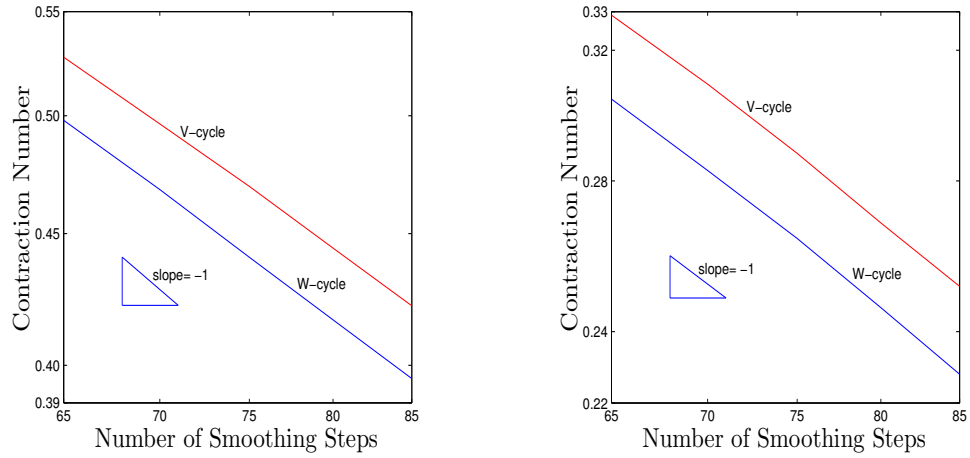 Contraction Number
0.55
0.50
0.45
0.40
0.39
V-cycle
W-cycle
slope= -1
65
70
75
80
85
Number of Smoothing Steps
Contraction Number
0.33
0.32
0.28
0.24
0.22
V-cycle
W-cycle
slope= -1
65
70
75
80
85
Number of Smoothing Steps